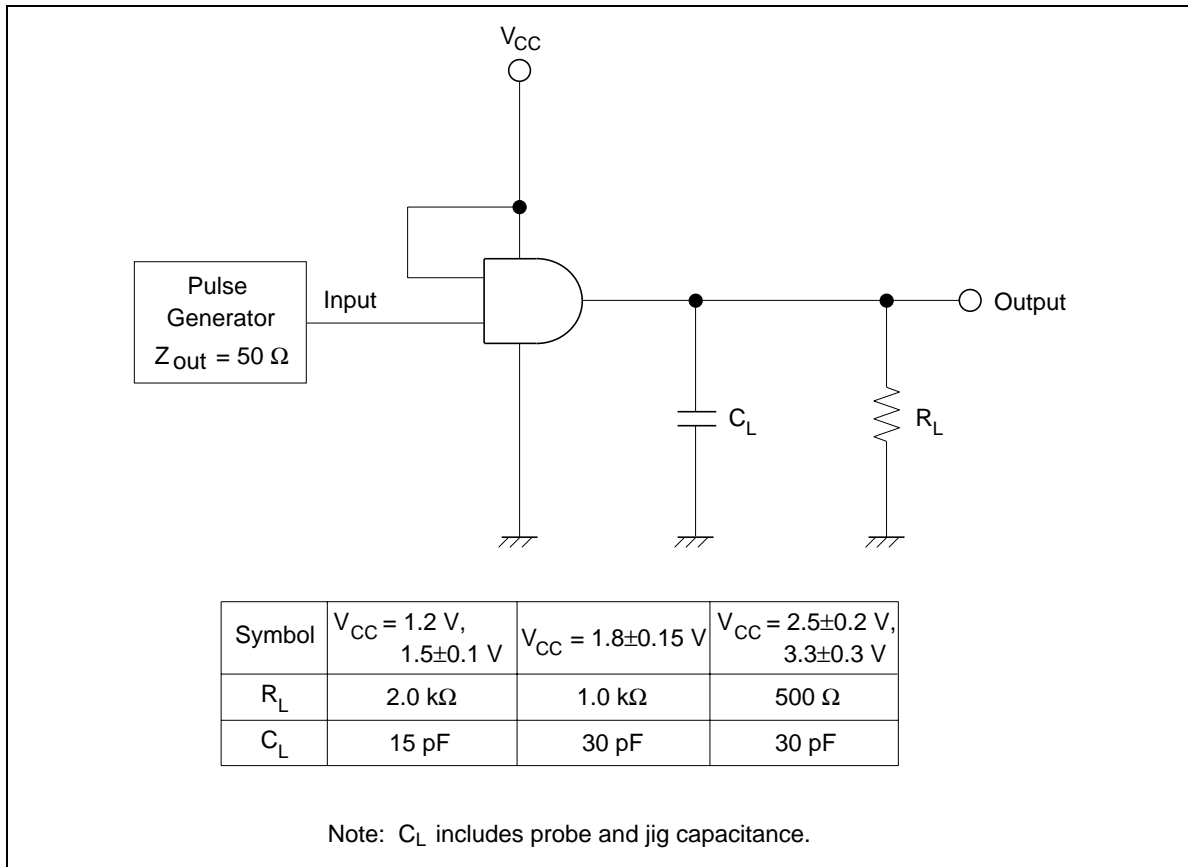 VCC
Pulse
Generator
Zout = 50 Ω
Input
Output
CL
RL
Symbol
VCC = 1.2 V,
1.5±0.1 V
VCC = 1.8±0.15 V
VCC = 2.5±0.2 V,
3.3±0.3 V
RL
2.0 kΩ
1.0 kΩ
500 Ω
CL
15 pF
30 pF
30 pF
Note: CL includes probe and jig capacitance.